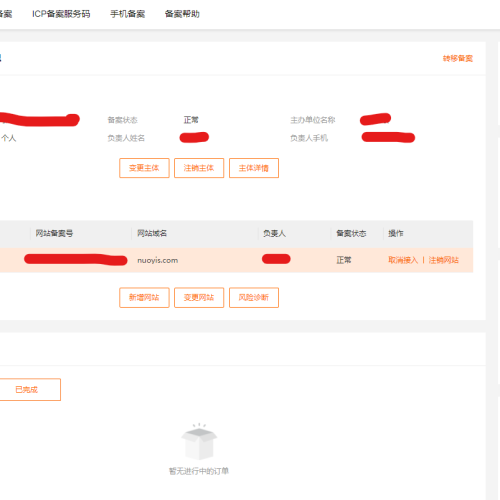 备案 ICP备案服务码 手机备案 备案帮助
转移备案
备案状态 正常 主办单位名称
个人 负责人姓名 负责人手机
变更主体 注销主体 主体详情
网站备案号 网站域名 负责人 备案状态 操作
nuoyis.com 正常 取消接入 | 注销网站
新增网站 变更网站 风险诊断
已完成
暂无进行中的订单